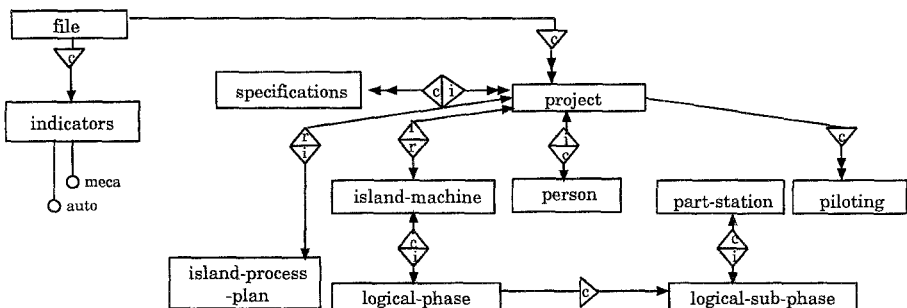 file
c
c
specifications
c i
project
indicators
r
i
r
r
i
c
c
meca
auto
island-machine
person
part-station
piloting
c
i
c
i
island-process
-plan
logical-phase
c
logical-sub-phase